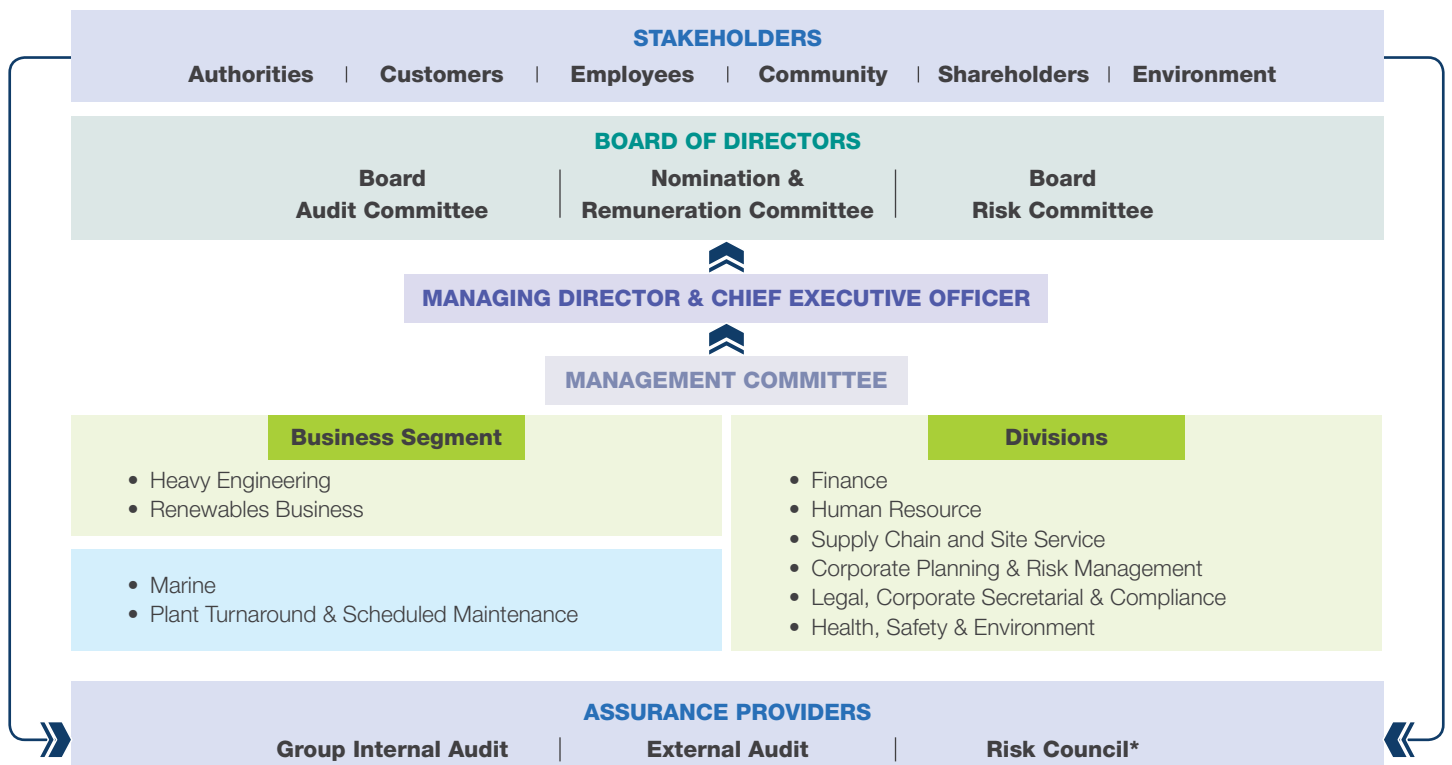 STAKEHOLDERS
Authorities | Customers | Employees | Community | Shareholders | Environment
BOARD OF DIRECTORS
Board
Audit Committee
Nomination &
Remuneration Committee
Board
Risk Committee
MANAGING DIRECTOR & CHIEF EXECUTIVE OFFICER
MANAGEMENT COMMITTEE
Business Segment
• Heavy Engineering
• Renewables Business
• Marine
• Plant Turnaround & Scheduled Maintenance
Divisions
• Finance
• Human Resource
• Supply Chain and Site Service
• Corporate Planning & Risk Management
• Legal, Corporate Secretarial & Compliance
• Health, Safety & Environment
ASSURANCE PROVIDERS
Group Internal Audit | External Audit | Risk Council*